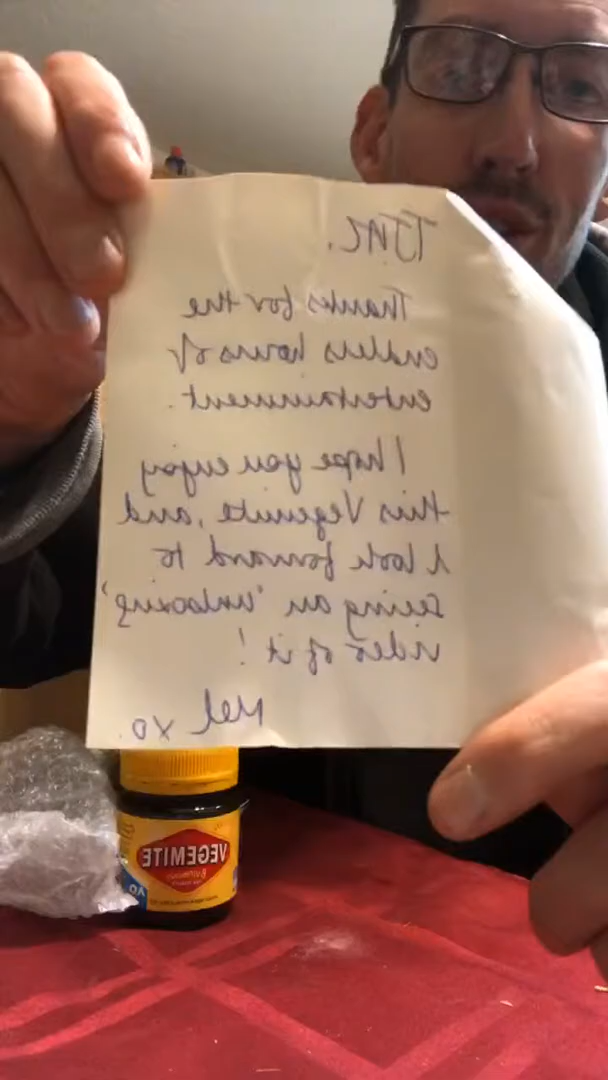 TJAC.
Thanks for the
endless hours of
entertainment.
I hope you enjoy
this Vegemite, and
I look forward to
seeing an 'unboxing'
video of it!
Mel xo.
VEGEMITE